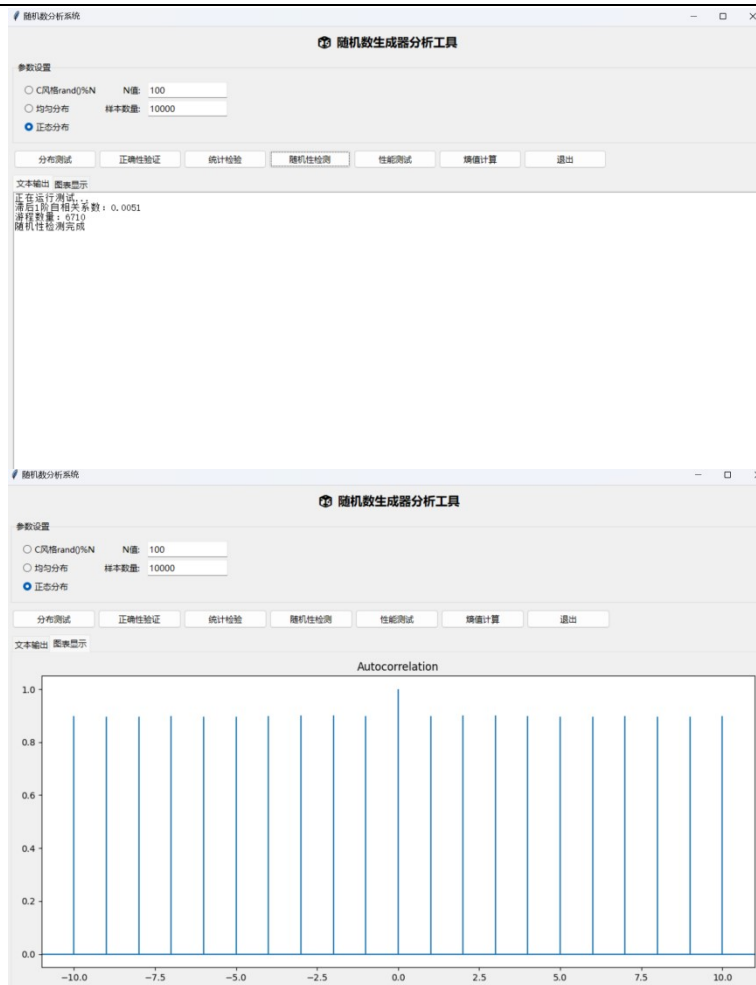 随机数分析系统
随机数生成器分析工具
参数设置
C风格rand()%N N值: 100
均匀分布 样本数量: 10000
正态分布
分布测试 正确性验证 统计检验 随机性检测 性能测试 熵值计算 退出
文本输出 图表显示
正在运行测试...
滞后1阶自相关系数: 0.0051
游程数量: 6710
随机性检测完成
随机数分析系统
随机数生成器分析工具
参数设置
C风格rand()%N N值: 100
均匀分布 样本数量: 10000
正态分布
分布测试 正确性验证 统计检验 随机性检测 性能测试 熵值计算 退出
文本输出 图表显示
Autocorrelation
1.0
0.8
0.6
0.4
0.2
0.0
−10.0 −7.5 −5.0 −2.5 0.0 2.5 5.0 7.5 10.0